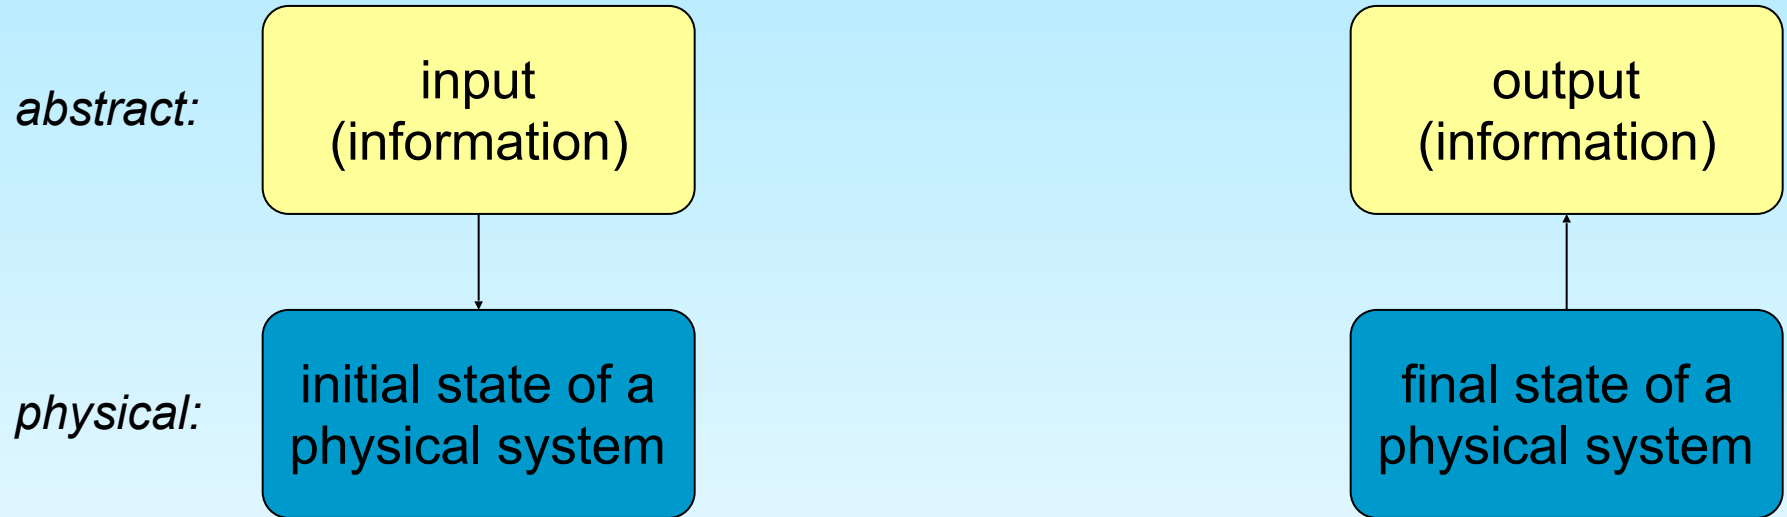 abstract:
input
(information)
output
(information)
physical:
initial state of a
physical system
final state of a
physical system